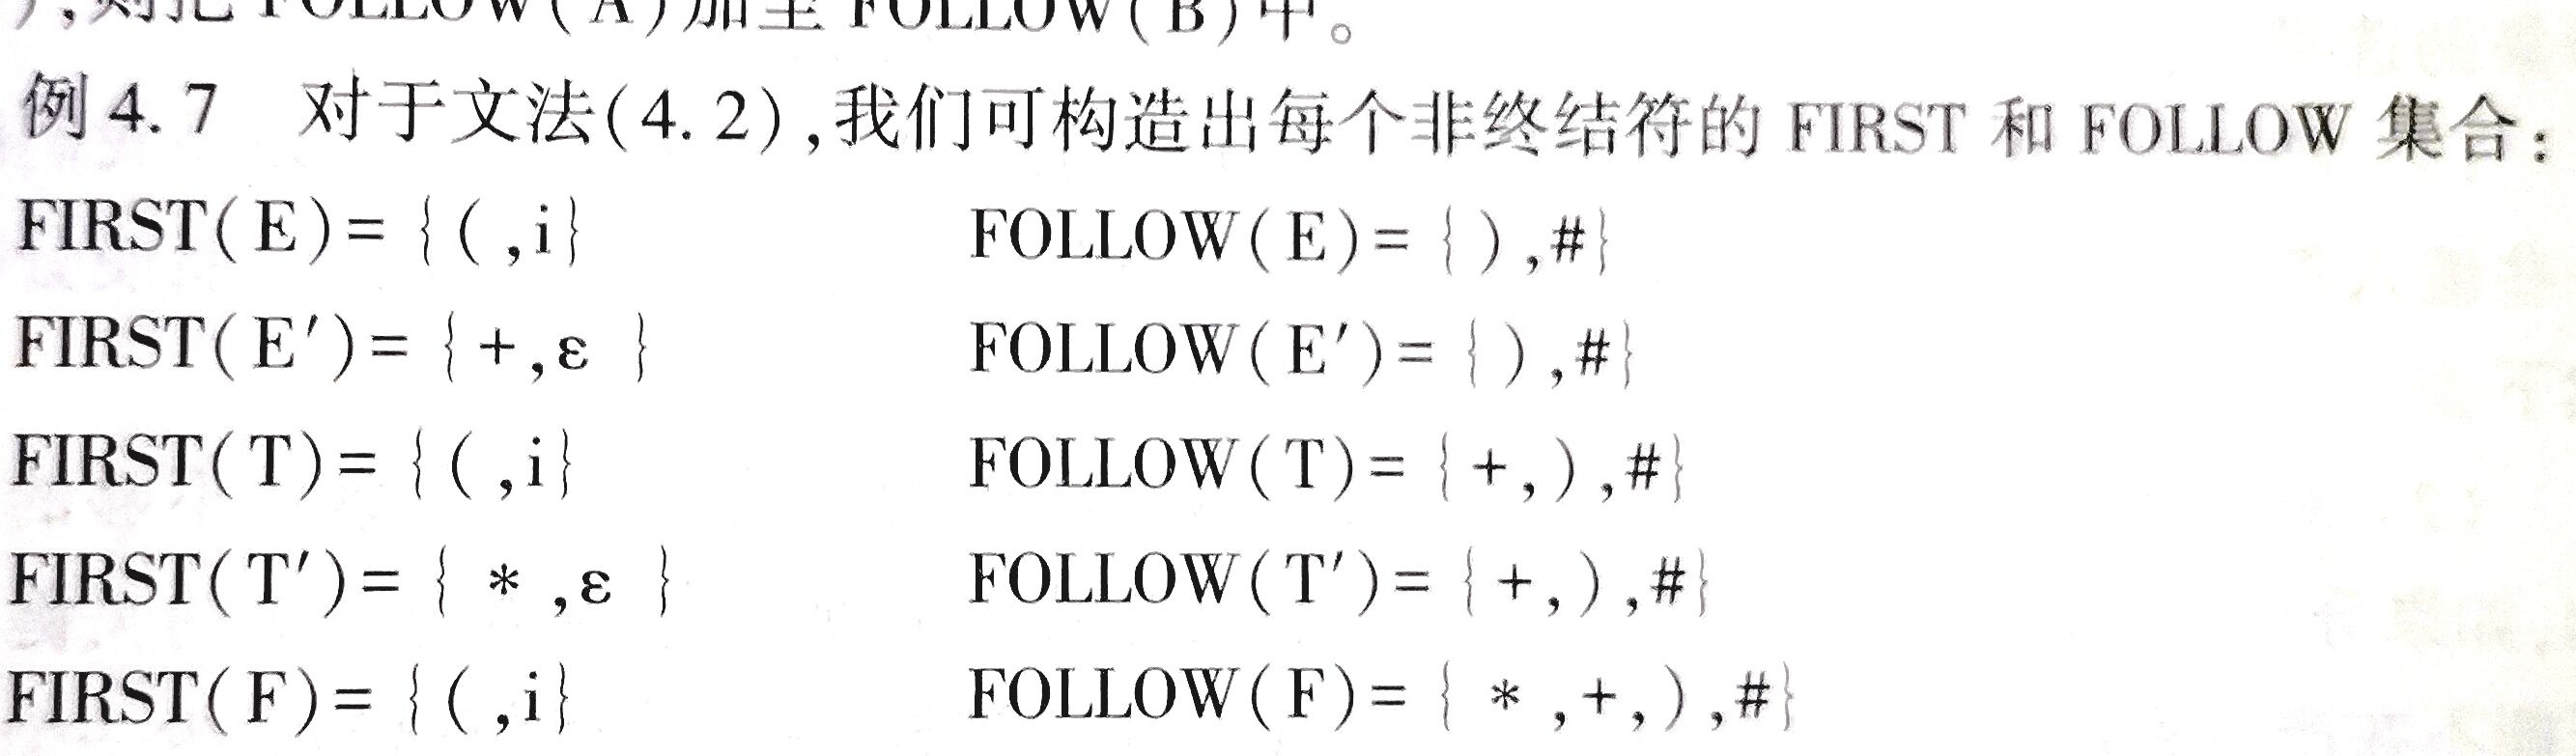 ),则把 FOLLOW(A)加至 FOLLOW(B)中。
例4.7 对于文法(4.2),我们可构造出每个非终结符的 FIRST 和 FOLLOW 集合:
FIRST(E)={(,i} FOLLOW(E)={),#}
FIRST(E′)={+,ε} FOLLOW(E′)={),#}
FIRST(T)={(,i} FOLLOW(T)={+,),#}
FIRST(T′)={*,ε} FOLLOW(T′)={+,),#}
FIRST(F)={(,i} FOLLOW(F)={*,+,),#}